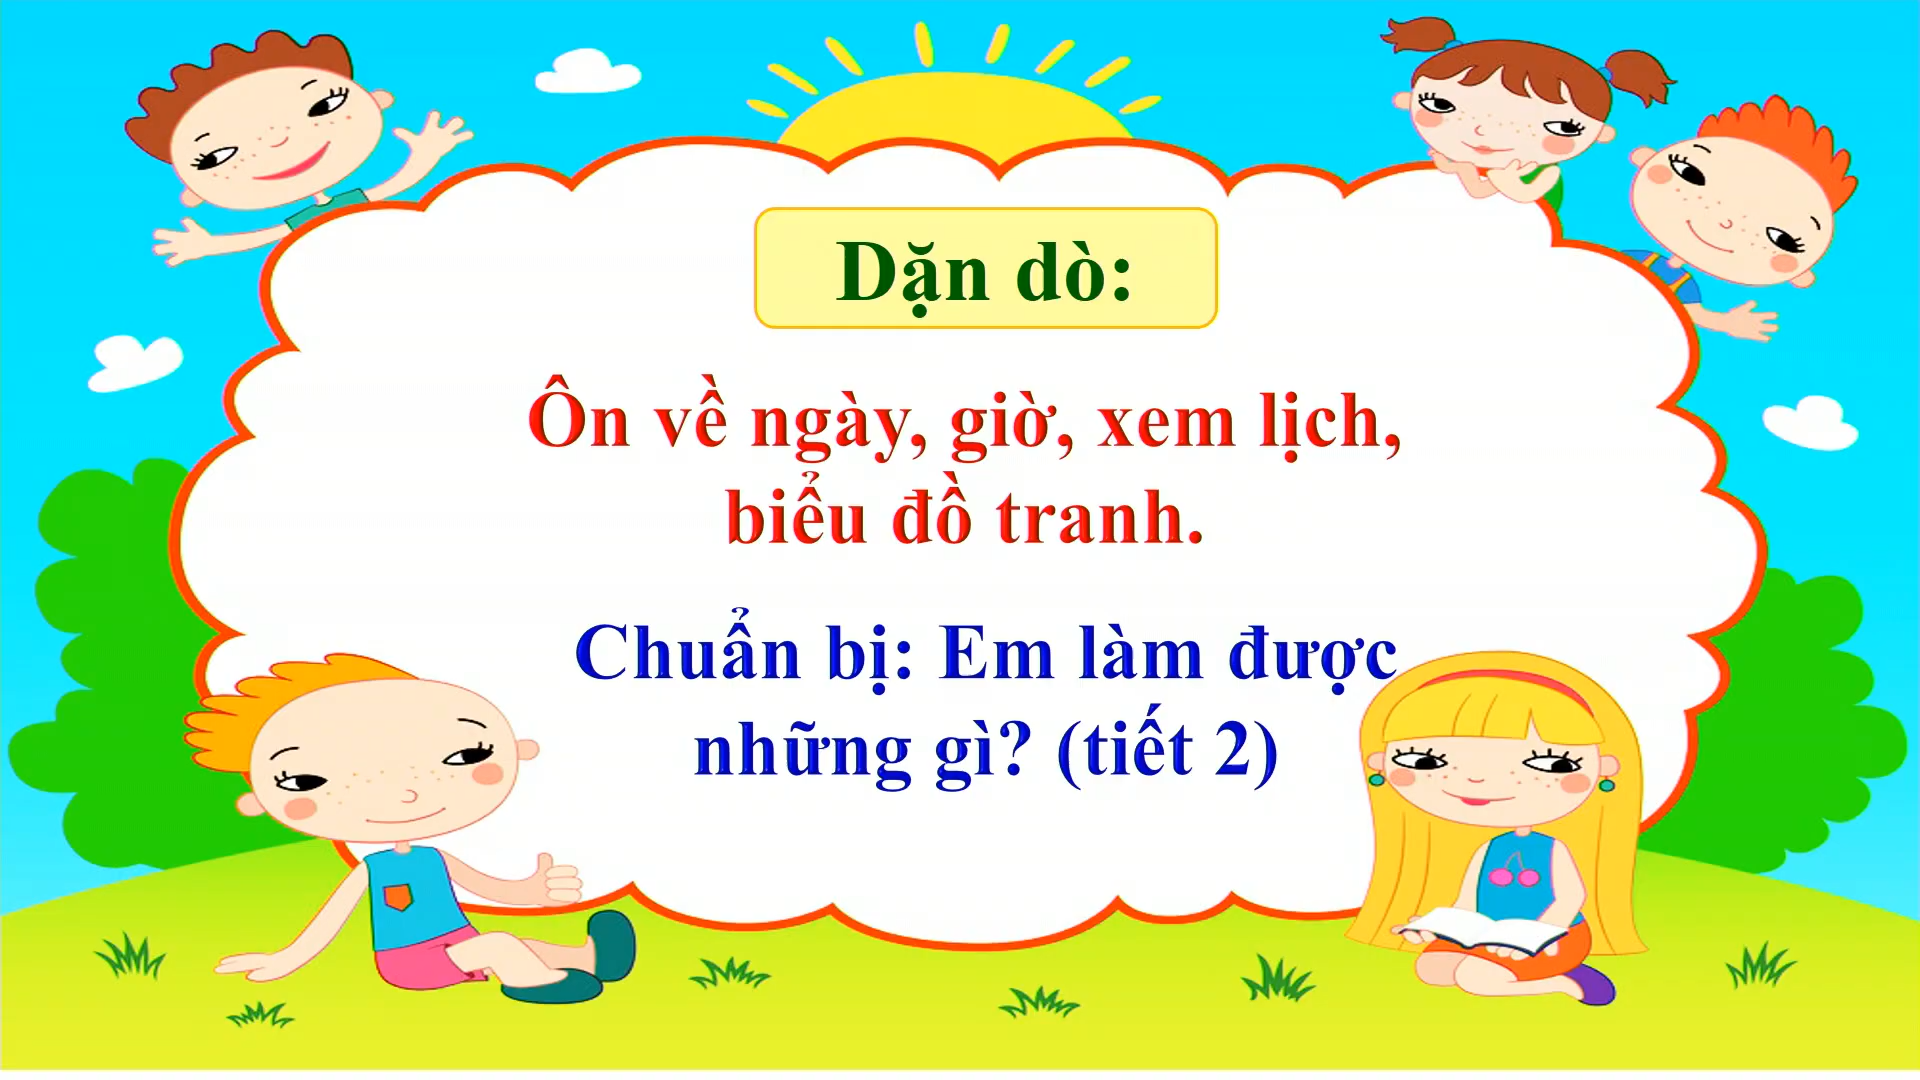 Dặn dò:
Ôn về ngày, giờ, xem lịch,
biểu đồ tranh.
Chuẩn bị: Em làm được
những gì? (tiết 2)